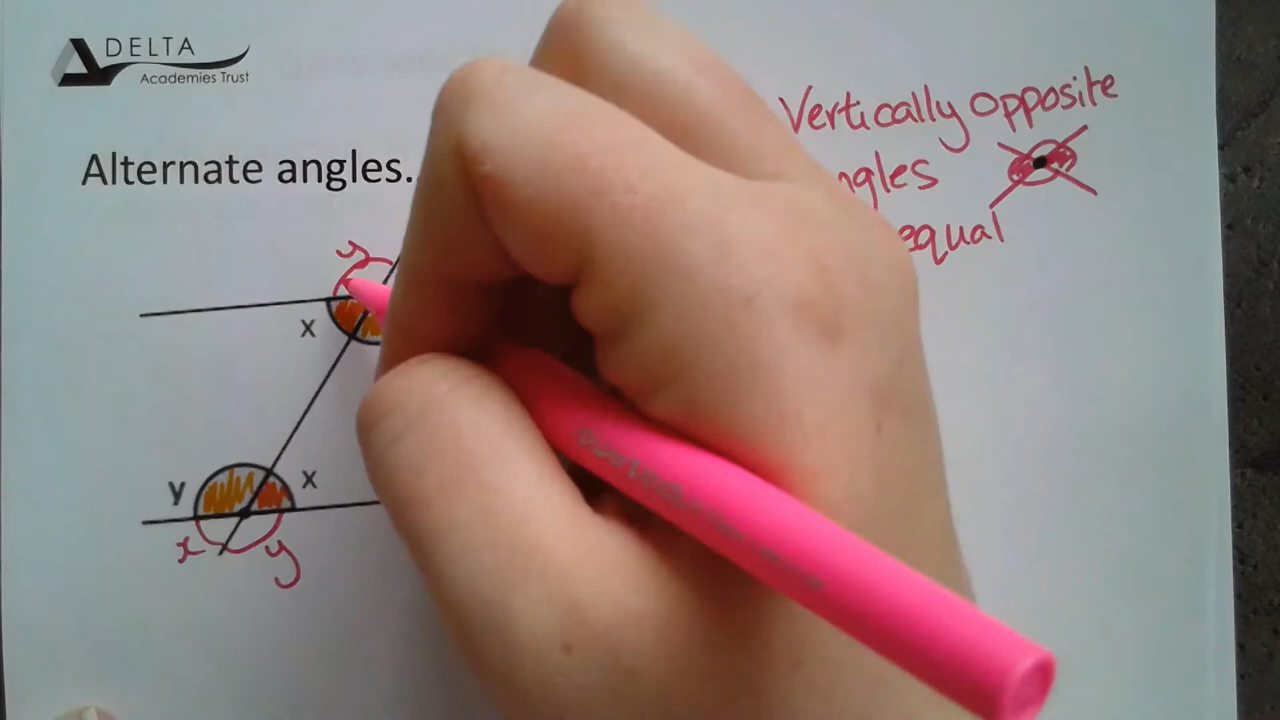 DELTA
Academies Trust
Vertically opposite
Alternate angles.
ngles
equal
y
x
y
x
x
y